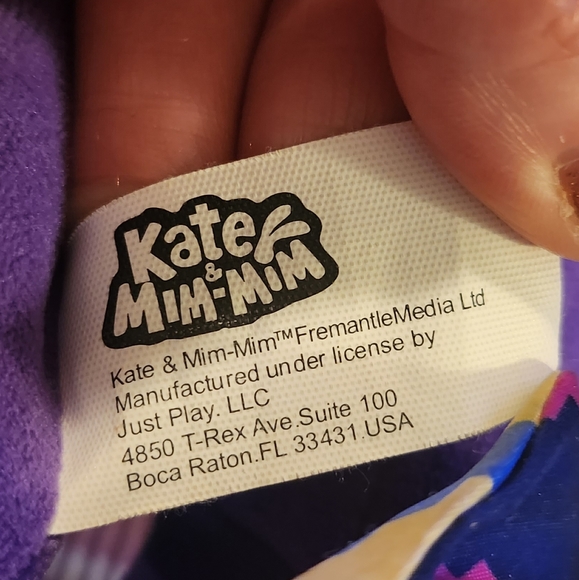 Kate
&
MIM-MIM
Kate & Mim-Mim™FremantleMedia Ltd
Manufactured under license by
Just Play. LLC
4850 T-Rex Ave.Suite 100
Boca Raton.FL 33431.USA